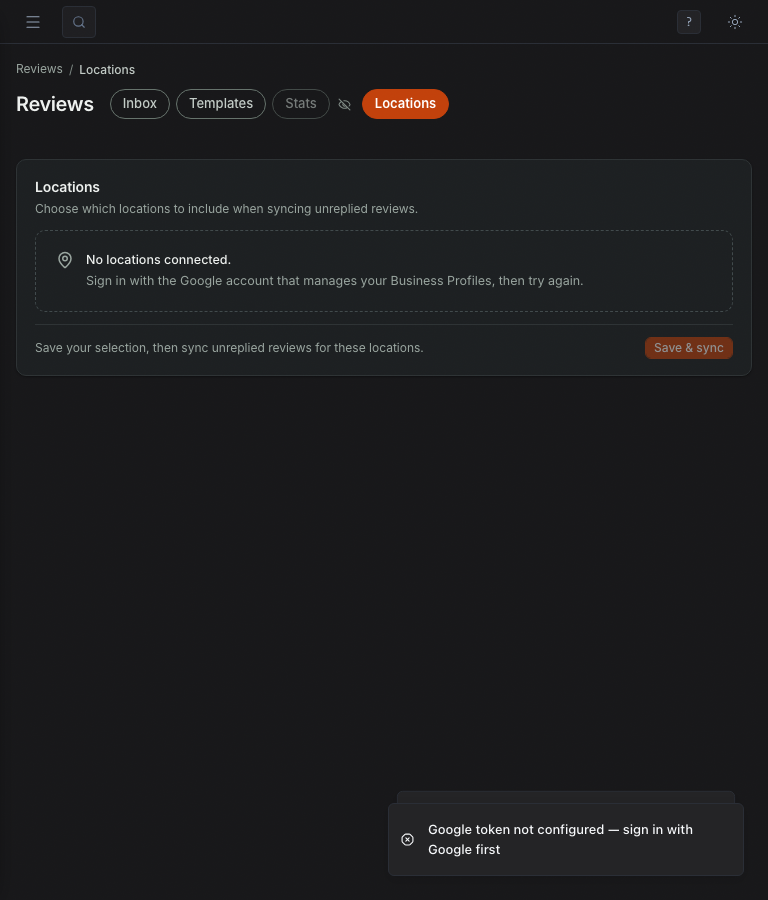 ?
Reviews / Locations
Reviews Inbox Templates Stats Locations
Locations
Choose which locations to include when syncing unreplied reviews.
No locations connected.
Sign in with the Google account that manages your Business Profiles, then try again.
Save your selection, then sync unreplied reviews for these locations. Save & sync
Google token not configured — sign in with
Google first